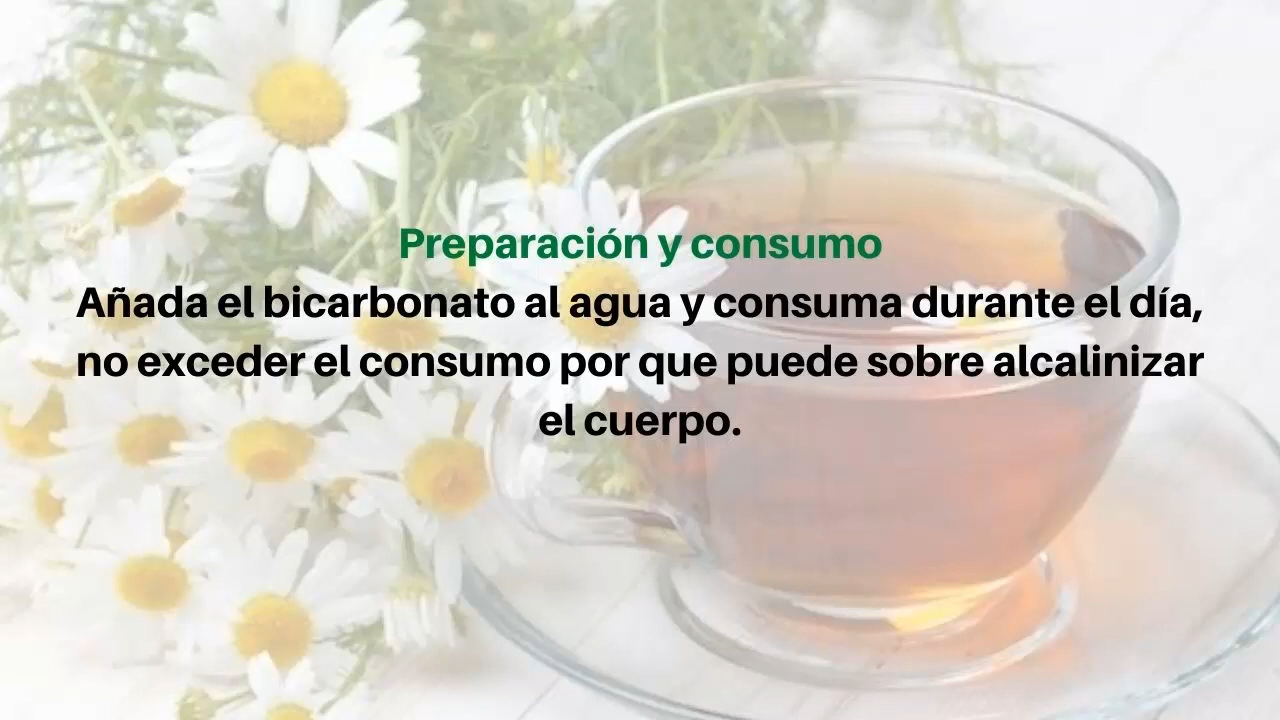 Preparación y consumo
Añada el bicarbonato al agua y consuma durante el día,
no exceder el consumo por que puede sobre alcalinizar
el cuerpo.